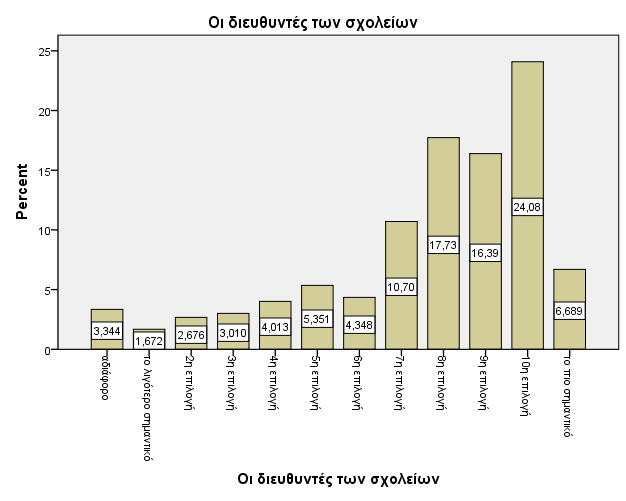 Οι διευθυντές των σχολείων
Percent
25
20
15
10
5
0
3,344
1,672
2,676
3,010
4,013
5,351
4,348
10,70
17,73
16,39
24,08
6,689
αδιάφορο
το λιγότερο σημαντικό
2η επιλογή
3η επιλογή
4η επιλογή
5η επιλογή
6η επιλογή
7η επιλογή
8η επιλογή
9η επιλογή
10η επιλογή
το πιο σημαντικό
Οι διευθυντές των σχολείων